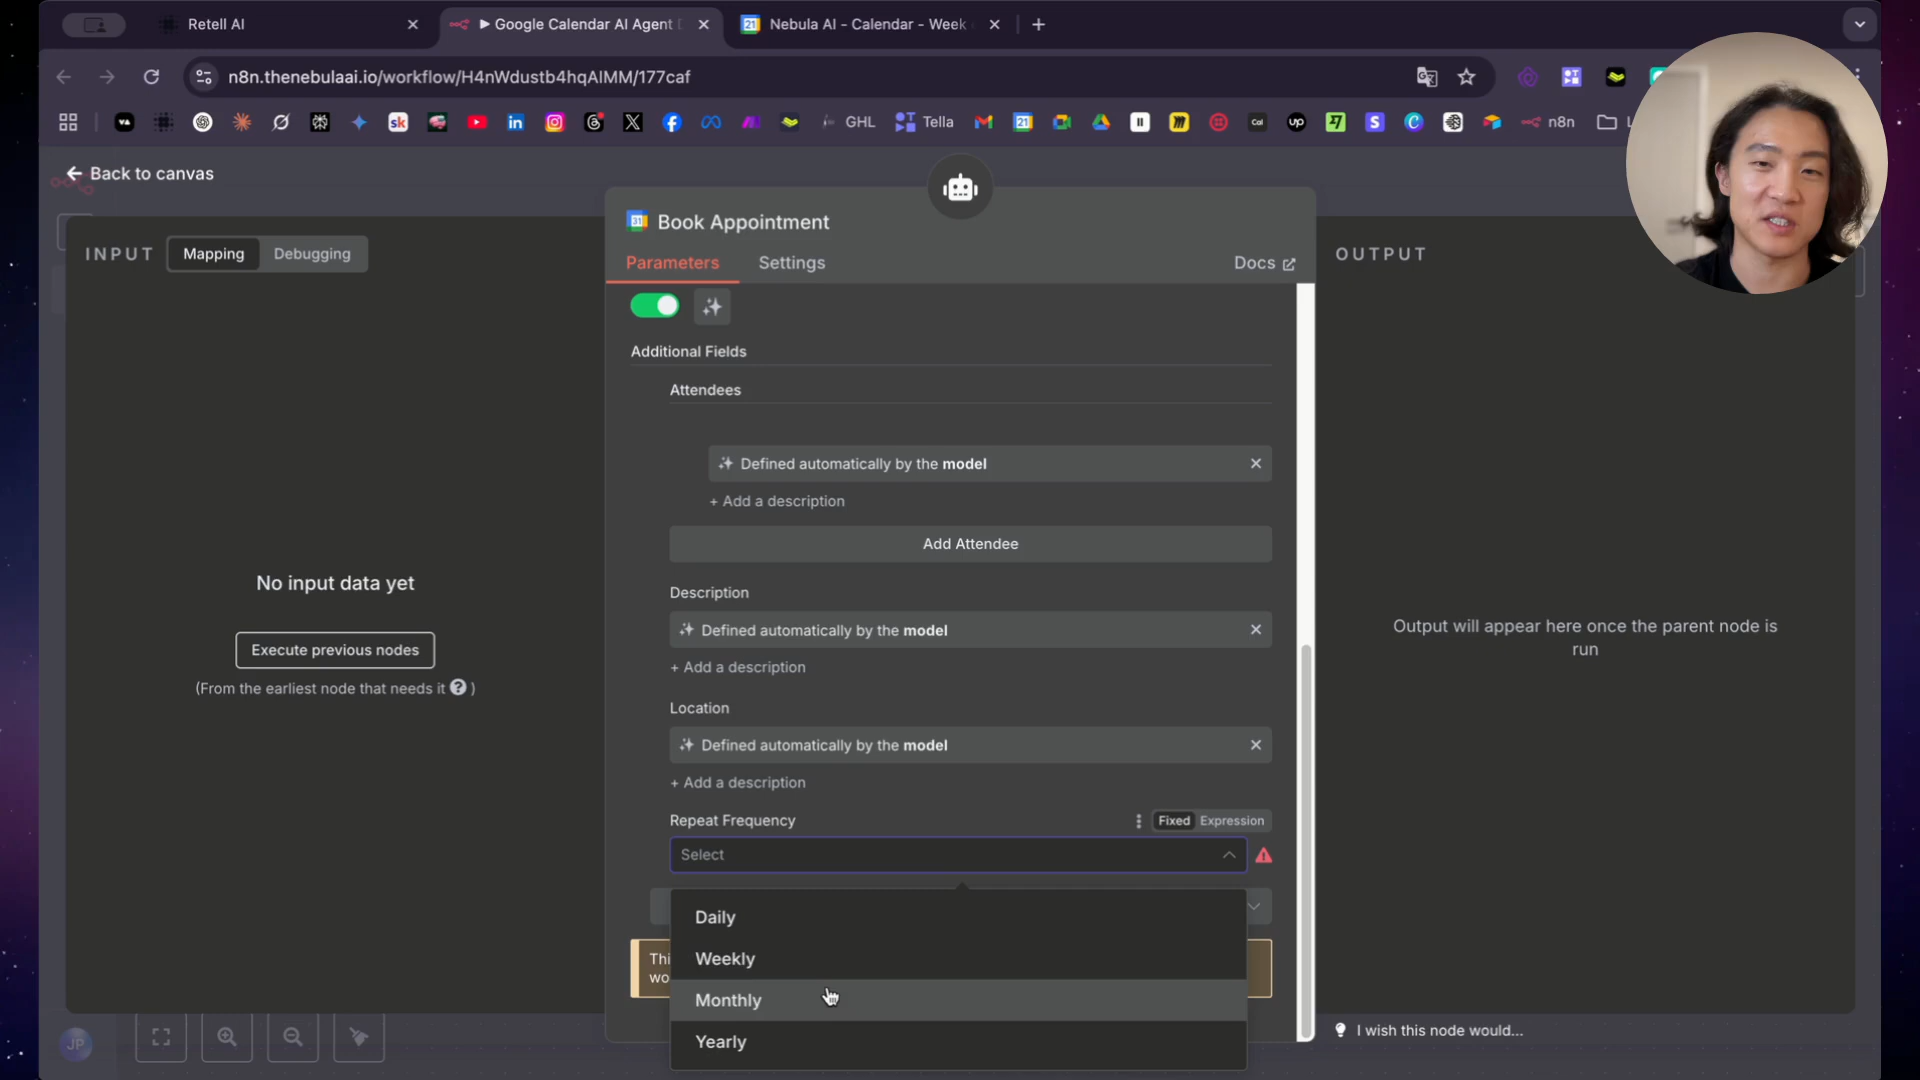 Retell AI
Google Calendar AI Agent
Nebula AI - Calendar - Week
n8n.thenebulaai.io/workflow/H4nWdustb4hqAIMM/177caf
GHL
Tella
n8n
Back to canvas
INPUT
Mapping
Debugging
Book Appointment
Parameters
Settings
Docs
OUTPUT
Additional Fields
Attendees
Defined automatically by the model
+ Add a description
Add Attendee
Description
Defined automatically by the model
+ Add a description
Location
Defined automatically by the model
+ Add a description
Repeat Frequency
Fixed
Expression
Select
Daily
Weekly
Monthly
Yearly
No input data yet
Execute previous nodes
(From the earliest node that needs it ? )
Output will appear here once the parent node is
run
I wish this node would...
JP